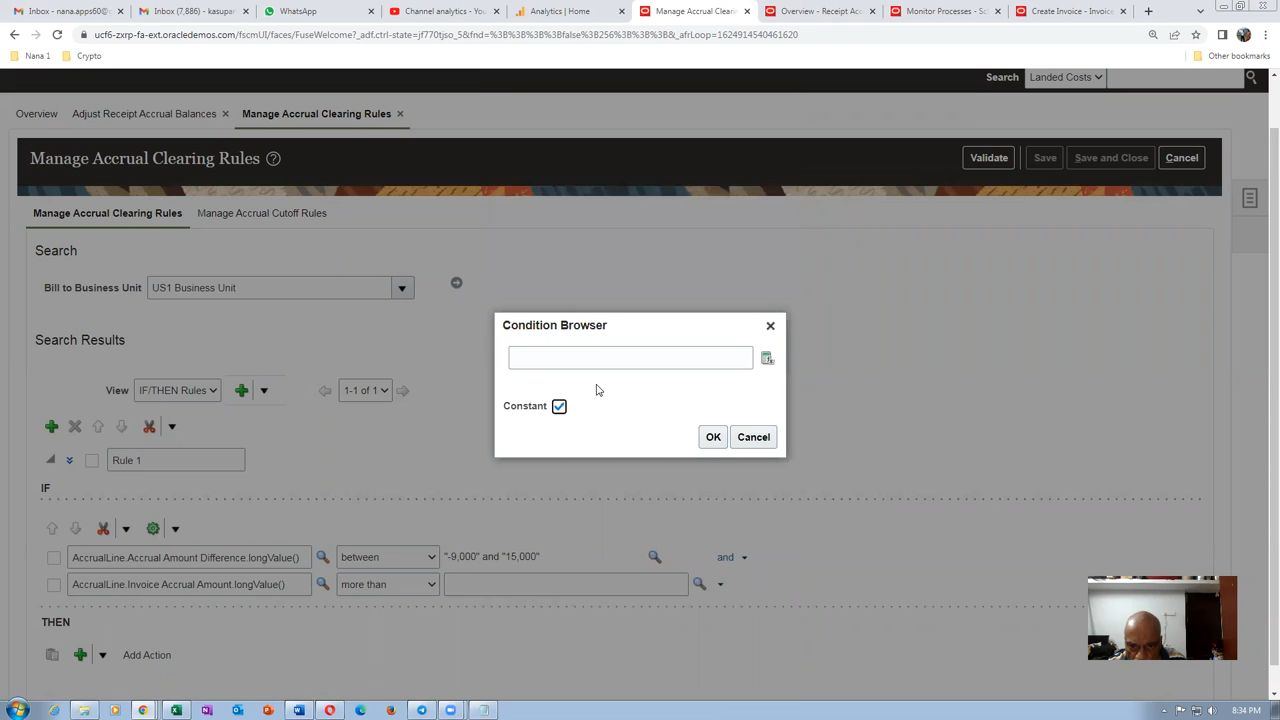 Inbox - nana.apps60@g
Inbox (7,886) - kasupar
WhatsApp
Channel analytics - You
Analytics | Home
Manage Accrual Clearin
Overview - Receipt Acc
Monitor Processes - Sc
Create Invoice - Invoice
ucf6-zxrp-fa-ext.oracledemos.com/fscmUI/faces/FuseWelcome?_adf.ctrl-state=jf770tjso_5&fnd=%3B%3B%3B%3Bfalse%3B256%3B%3B%3B&_afrLoop=1624914540461620
Nana 1 Crypto Other bookmarks
Search Landed Costs
Overview Adjust Receipt Accrual Balances Manage Accrual Clearing Rules
Manage Accrual Clearing Rules Validate Save Save and Close Cancel
Manage Accrual Clearing Rules Manage Accrual Cutoff Rules
Search
Bill to Business Unit US1 Business Unit
Condition Browser
Search Results
View IF/THEN Rules 1-1 of 1
Constant
OK Cancel
Rule 1
IF
AccrualLine.Accrual Amount Difference.longValue() between "-9,000" and "15,000" and
AccrualLine.Invoice Accrual Amount.longValue() more than
THEN
Add Action
8:34 PM